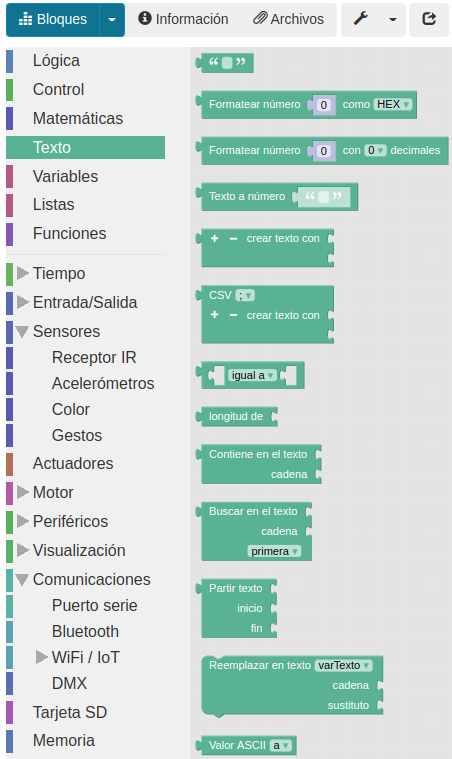 Bloques
Información
Archivos
Lógica
Control
Matemáticas
Texto
Variables
Listas
Funciones
Tiempo
Entrada/Salida
Sensores
Receptor IR
Acelerómetros
Color
Gestos
Actuadores
Motor
Periféricos
Visualización
Comunicaciones
Puerto serie
Bluetooth
WiFi / IoT
DMX
Tarjeta SD
Memoria
“ ”
Formatear número 0 como HEX
Formatear número 0 con 0 decimales
Texto a número “ ”
+ − crear texto con
CSV ;
+ − crear texto con
igual a
longitud de
Contiene en el texto
cadena
Buscar en el texto
cadena
primera
Partir texto
inicio
fin
Reemplazar en texto varTexto
cadena
sustituto
Valor ASCII a